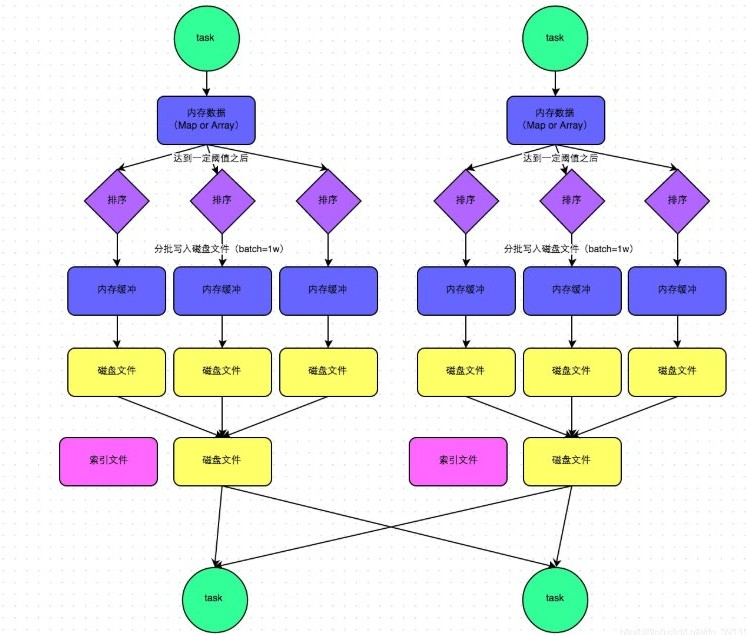 task
task
内存数据
(Map or Array)
内存数据
(Map or Array)
达到一定阈值之后
达到一定阈值之后
排序
排序
排序
排序
排序
排序
分批写入磁盘文件（batch=1w）
分批写入磁盘文件（batch=1w）
内存缓冲
内存缓冲
内存缓冲
内存缓冲
内存缓冲
内存缓冲
磁盘文件
磁盘文件
磁盘文件
磁盘文件
磁盘文件
磁盘文件
索引文件
磁盘文件
索引文件
磁盘文件
task
task